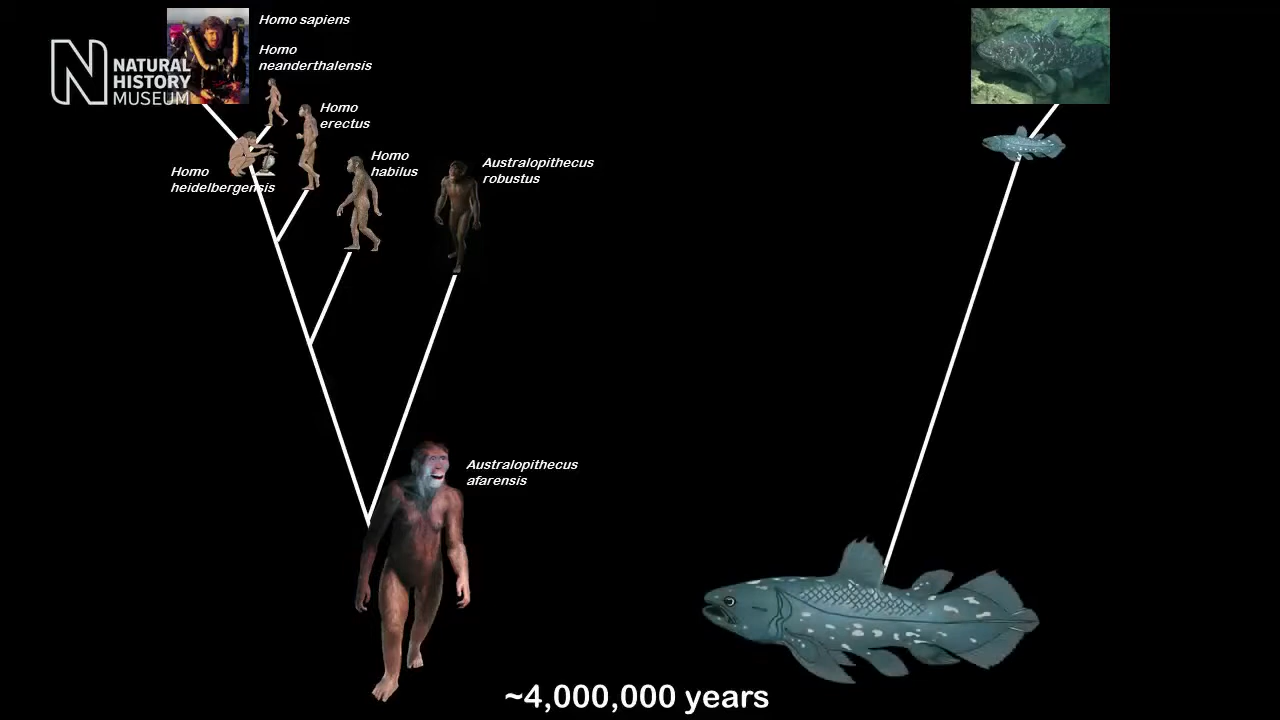 Homo sapiens
Homo
neanderthalensis
N NATURAL
HISTORY
MUSEUM
Homo
erectus
Homo
habilus
Australopithecus
robustus
Homo
heidelbergensis
Australopithecus
afarensis
~4,000,000 years